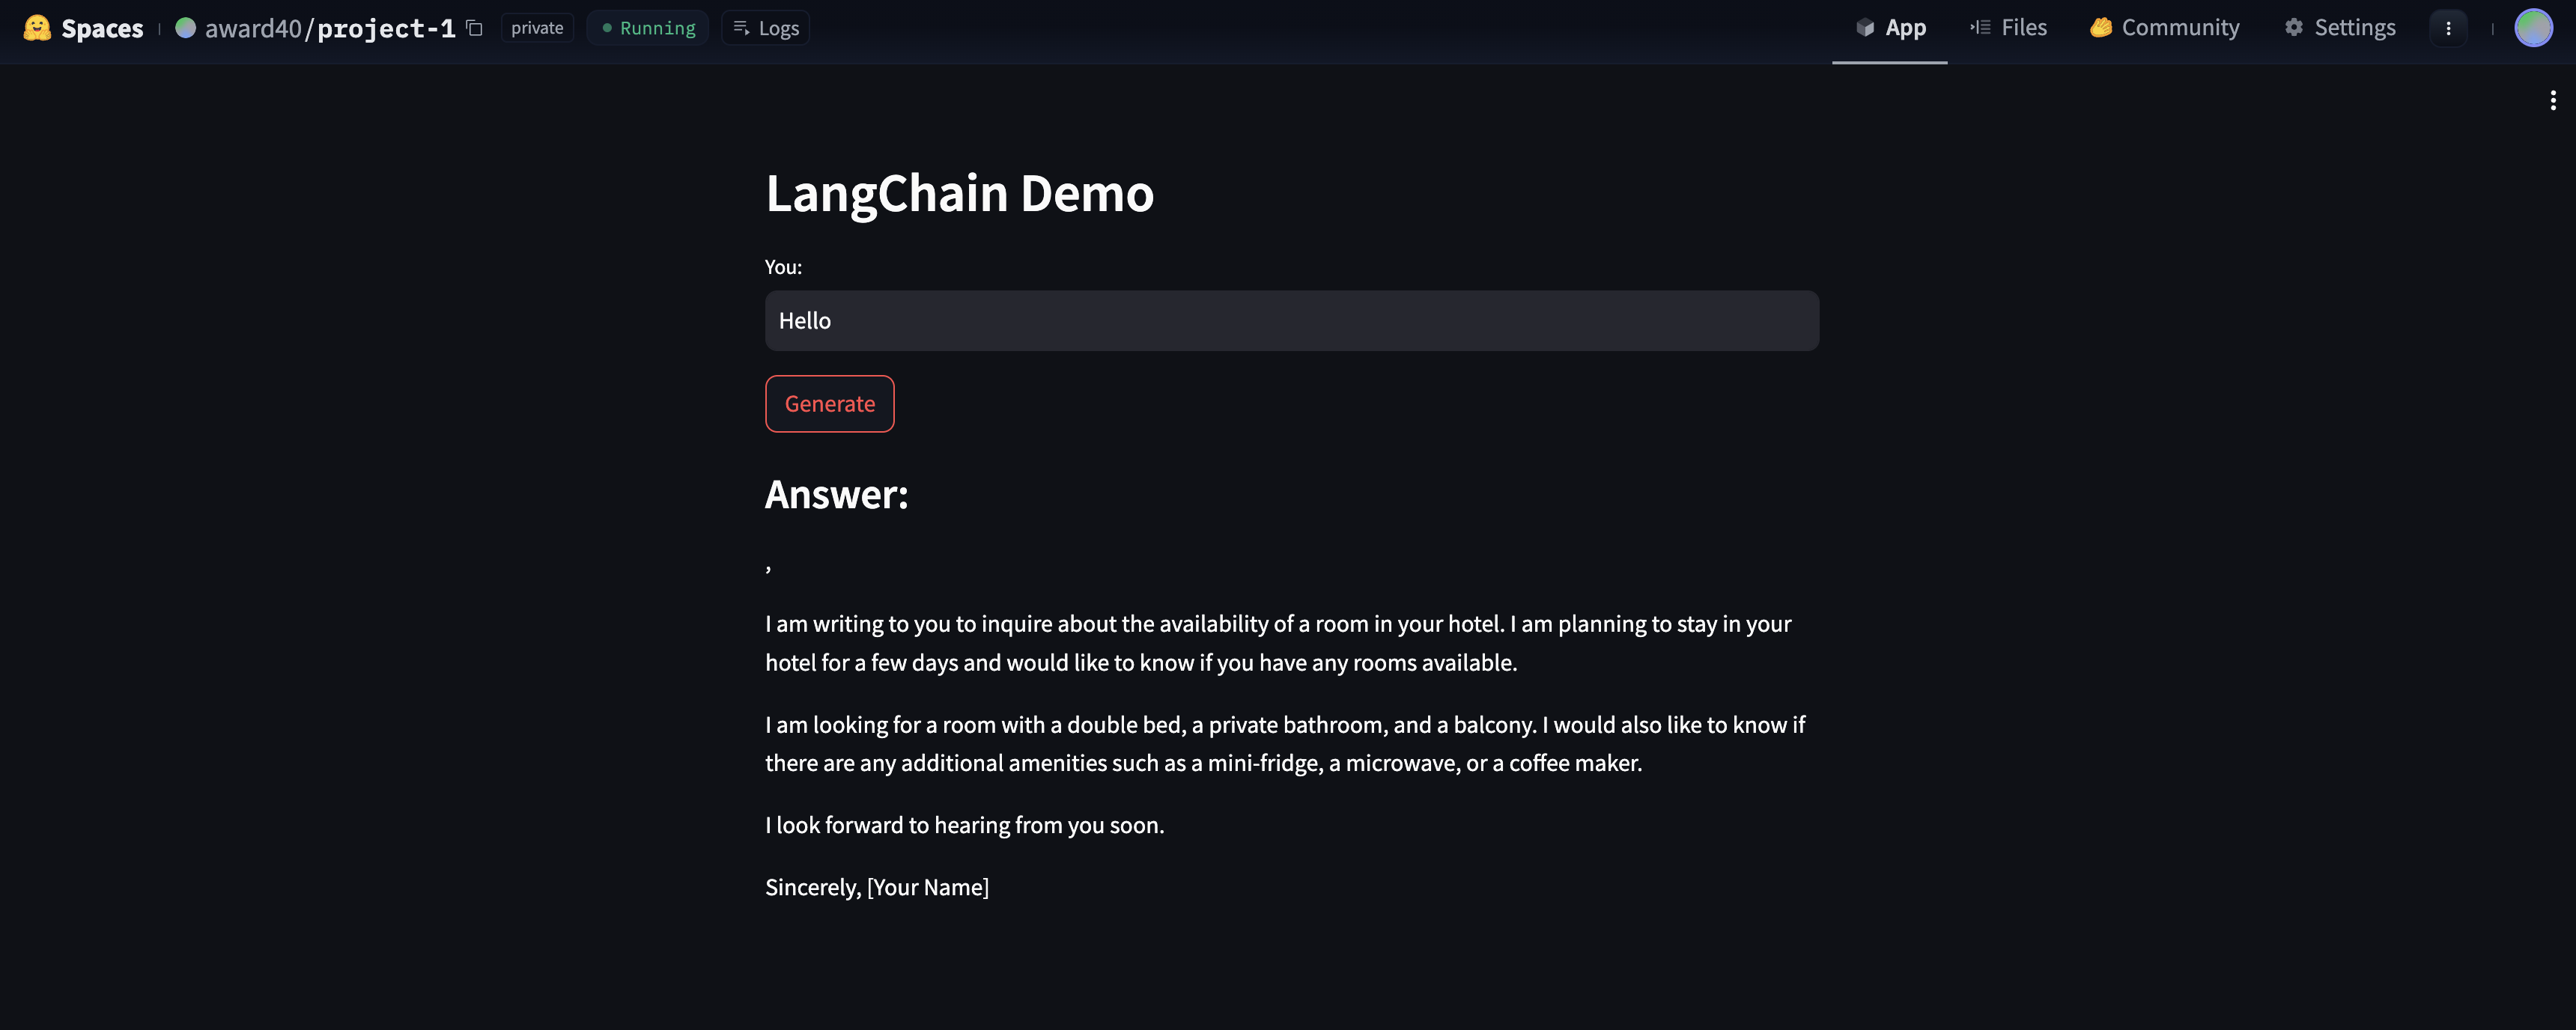 Spaces award40/project-1 private Running Logs App Files Community Settings
LangChain Demo
You:
Hello
Generate
Answer:
,
I am writing to you to inquire about the availability of a room in your hotel. I am planning to stay in your
hotel for a few days and would like to know if you have any rooms available.
I am looking for a room with a double bed, a private bathroom, and a balcony. I would also like to know if
there are any additional amenities such as a mini-fridge, a microwave, or a coffee maker.
I look forward to hearing from you soon.
Sincerely, [Your Name]